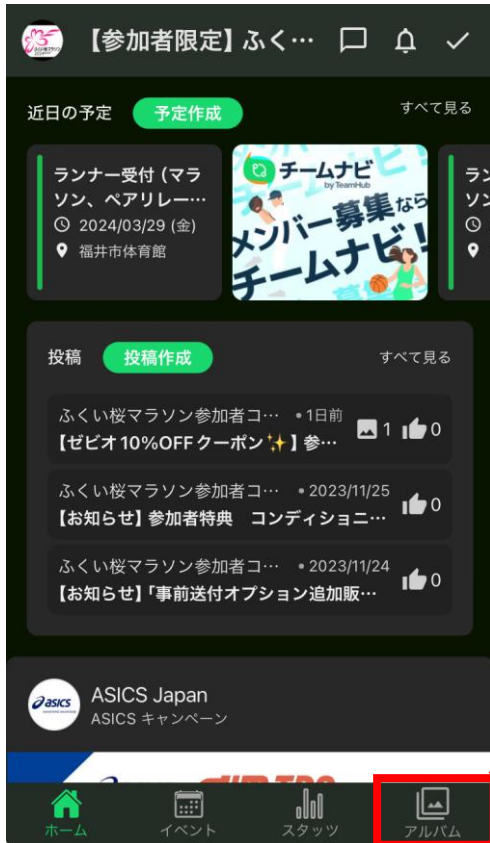 【参加者限定】ふく…
近日の予定
予定作成
すべて見る
ランナー受付（マラ
ソン、ペアリレー…
2024/03/29 (金)
福井市体育館
チームナビ
by TeamHub
メンバー募集なら
チームナビ！
ラン
ソン
投稿
投稿作成
すべて見る
ふくい桜マラソン参加者コ… •1日前
【ゼビオ10%OFFクーポン✨】参…
1
0
ふくい桜マラソン参加者コ… •2023/11/25
【お知らせ】参加者特典　コンディショニ…
0
ふくい桜マラソン参加者コ… •2023/11/24
【お知らせ】「事前送付オプション追加販…
0
asics
ASICS Japan
ASICS キャンペーン
ホーム
イベント
スタッツ
アルバム